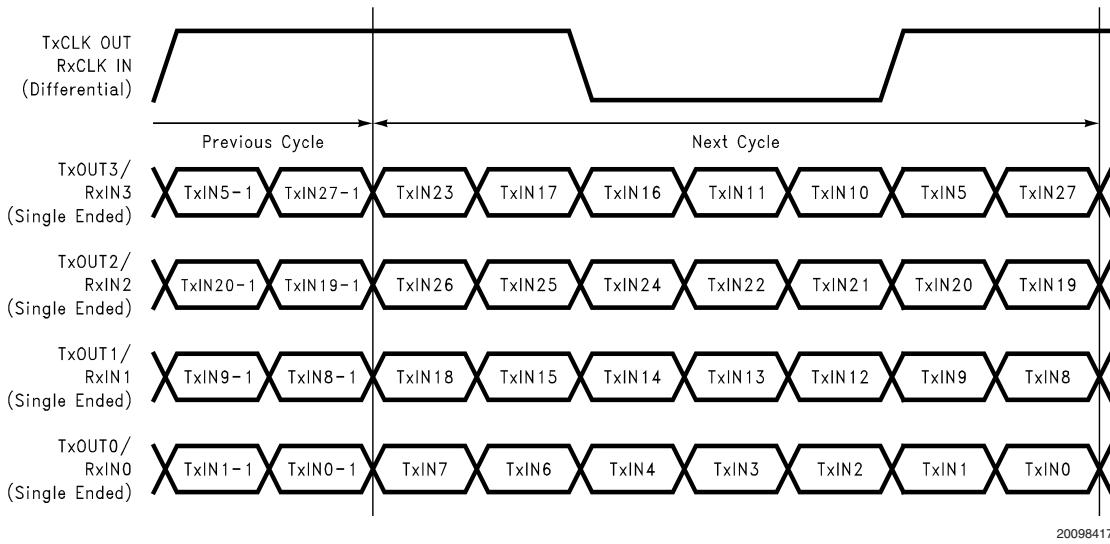 TxCLK OUT
RxCLK IN
(Differential)
Previous Cycle
Next Cycle
TxOUT3/
RxIN3
(Single Ended)
TxIN5-1 TxIN27-1 TxIN23 TxIN17 TxIN16 TxIN11 TxIN10 TxIN5 TxIN27
TxOUT2/
RxIN2
(Single Ended)
TxIN20-1 TxIN19-1 TxIN26 TxIN25 TxIN24 TxIN22 TxIN21 TxIN20 TxIN19
TxOUT1/
RxIN1
(Single Ended)
TxIN9-1 TxIN8-1 TxIN18 TxIN15 TxIN14 TxIN13 TxIN12 TxIN9 TxIN8
TxOUT0/
RxIN0
(Single Ended)
TxIN1-1 TxIN0-1 TxIN7 TxIN6 TxIN4 TxIN3 TxIN2 TxIN1 TxIN0
20098417